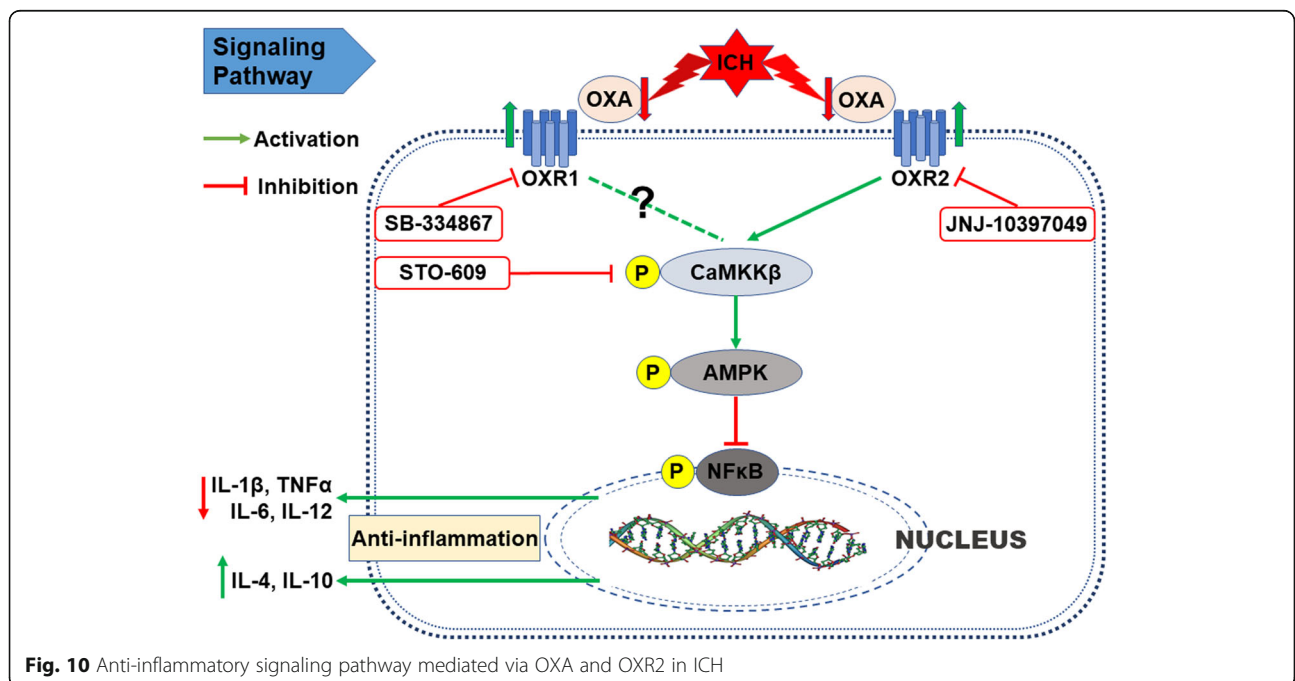 Signaling
Pathway
ICH
OXA
OXA
Activation
Inhibition
OXR1
OXR2
?
SB-334867
JNJ-10397049
STO-609
P
CaMKKβ
P
AMPK
P
NFκB
IL-1β, TNFα
IL-6, IL-12
Anti-inflammation
NUCLEUS
IL-4, IL-10
Fig. 10 Anti-inflammatory signaling pathway mediated via OXA and OXR2 in ICH